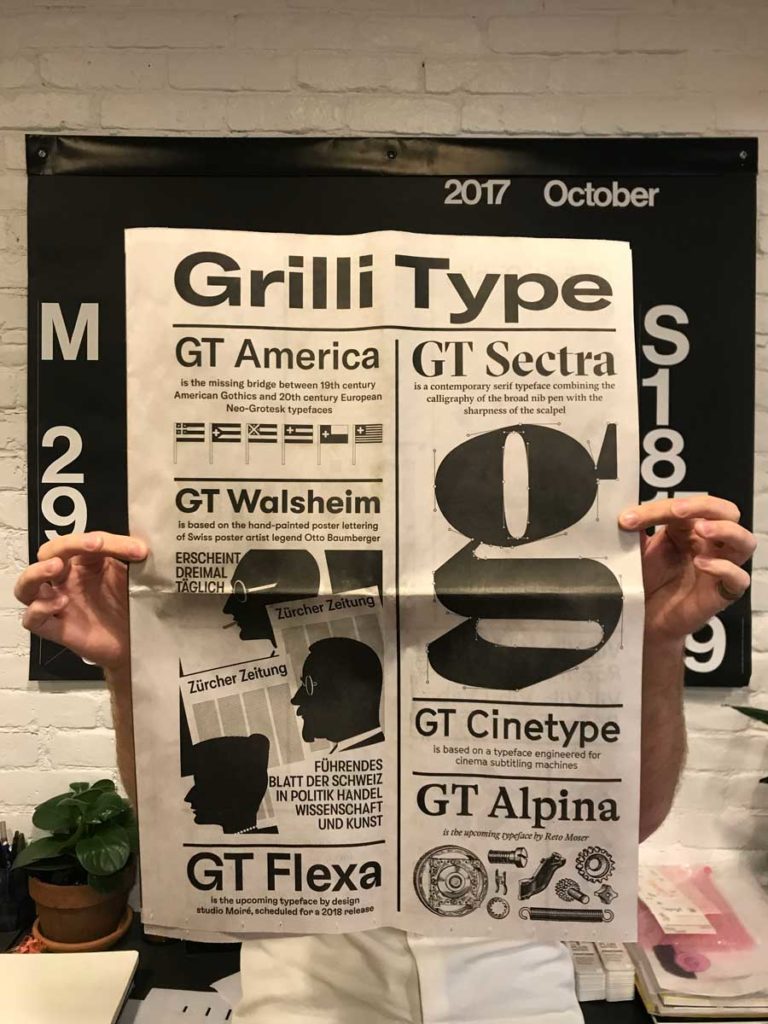 2017 October
M
2
9
S
1
18
9
Grilli Type
GT America
is the missing bridge between 19th century
American Gothics and 20th century European
Neo-Grotesk typefaces
GT Walsheim
is based on the hand-painted poster lettering
of Swiss poster artist legend Otto Baumberger
ERSCHEINT
DREIMAL
TÄGLICH
Zürcher Zeitung
Zürcher Zeitung
FÜHRENDES
BLATT DER SCHWEIZ
IN POLITIK HANDEL
WISSENSCHAFT
UND KUNST
GT Flexa
is the upcoming typeface by design
studio Moiré, scheduled for a 2018 release
GT Sectra
is a contemporary serif typeface combining the
calligraphy of the broad nib pen with the
sharpness of the scalpel
g
GT Cinetype
is based on a typeface engineered for
cinema subtitling machines
GT Alpina
is the upcoming typeface by Reto Moser